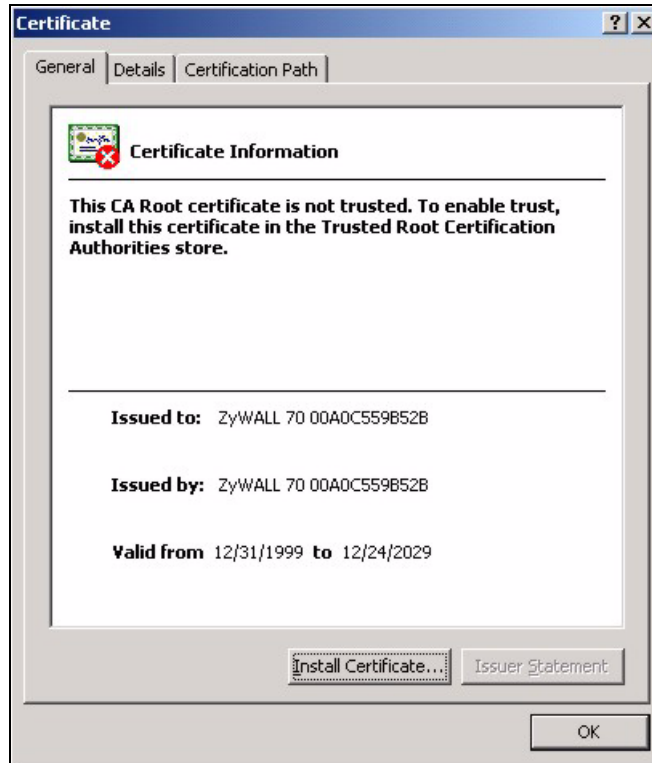 Certificate
General Details Certification Path
Certificate Information
This CA Root certificate is not trusted. To enable trust,
install this certificate in the Trusted Root Certification
Authorities store.
Issued to: ZyWALL 70 00A0C559B52B
Issued by: ZyWALL 70 00A0C559B52B
Valid from 12/31/1999 to 12/24/2029
Install Certificate... Issuer Statement
OK